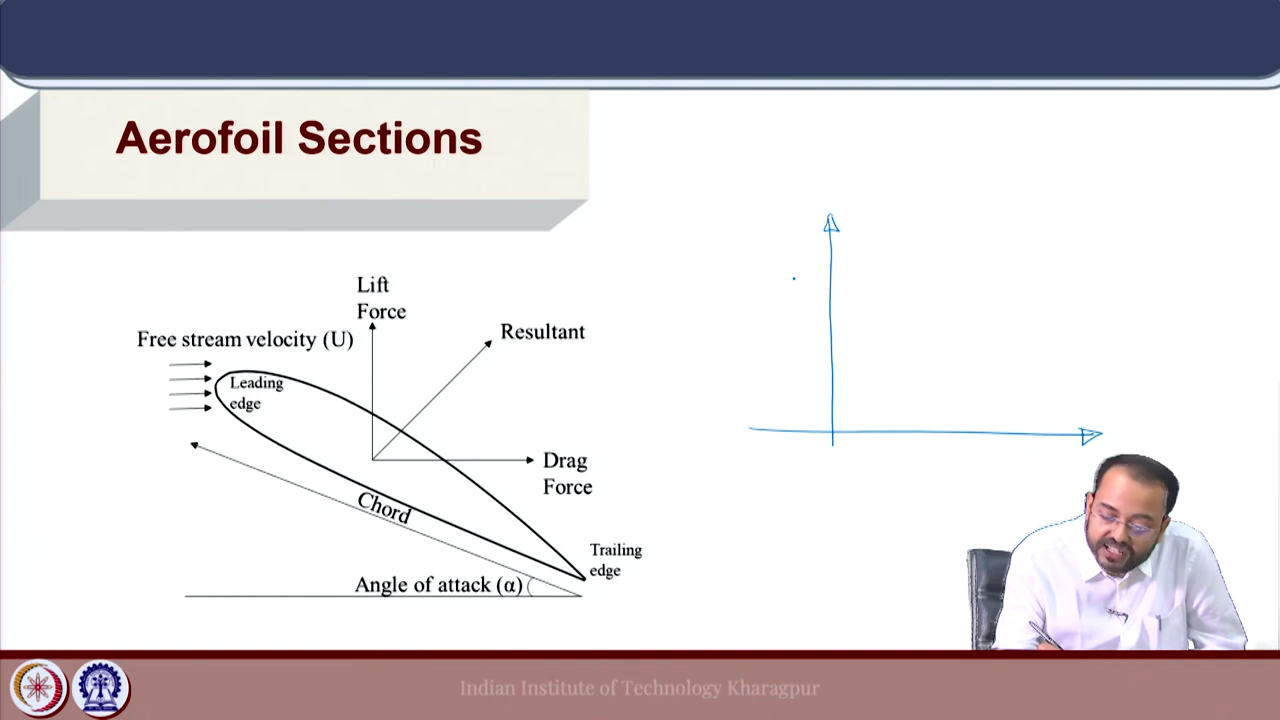 Aerofoil Sections
Lift
Force
Free stream velocity (U)
Resultant
Leading
edge
Drag
Force
Chord
Trailing
edge
Angle of attack (α)
Indian Institute of Technology Kharagpur